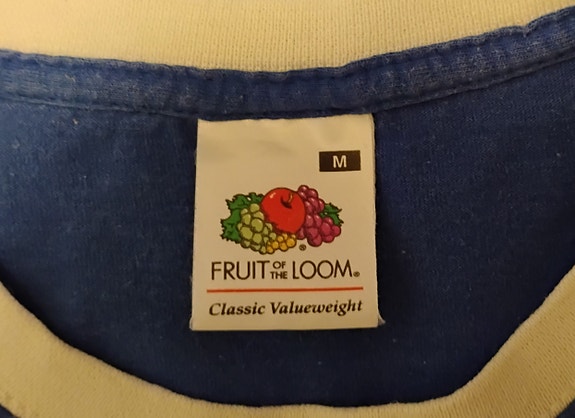 M
FRUIT OF THE LOOM®
Classic Valueweight